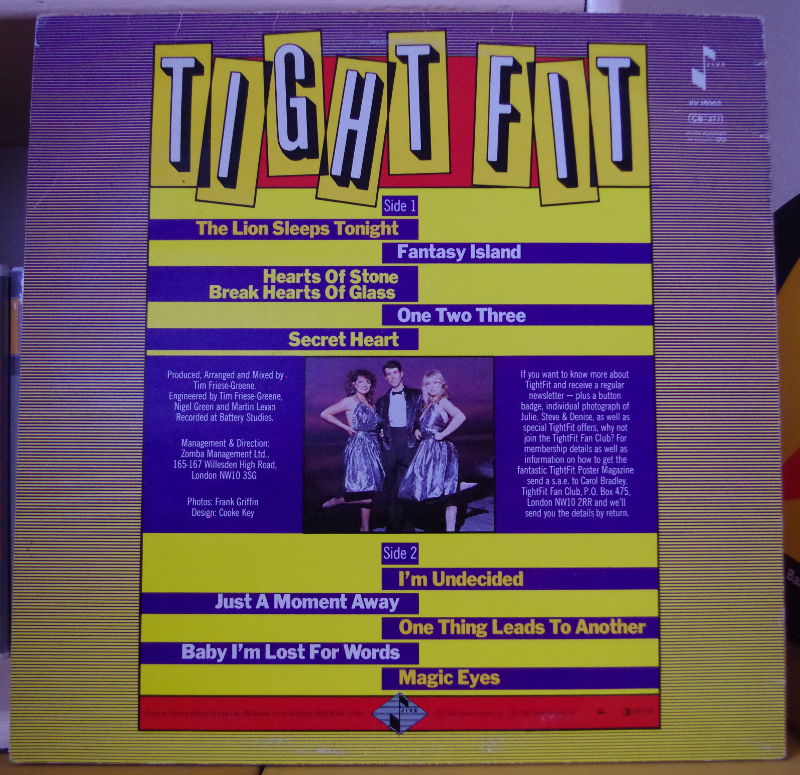 TIGHT FIT
JIVE
CB 271
Side 1
The Lion Sleeps Tonight
Fantasy Island
Hearts Of Stone
Break Hearts Of Glass
One Two Three
Secret Heart
Produced, Arranged and Mixed by
Tim Friese-Greene.
Engineered by Tim Friese-Greene,
Nigel Green and Martin Levan
Recorded at Battery Studios.
Management & Direction:
Zomba Management Ltd.,
165-167 Willesden High Road,
London NW10 3SG
Photos: Frank Griffin
Design: Cooke Key
If you want to know more about
TightFit and receive a regular
newsletter — plus a button
badge, individual photograph of
Julie, Steve & Denise, as well as
special TightFit offers, why not
join the TightFit Fan Club? For
membership details as well as
information on how to get the
fantastic TightFit Poster Magazine
send a s.a.e. to Carol Bradley,
TightFit Fan Club, P.O. Box 475,
London NW10 2RR and we'll
send you the details by return.
Side 2
I'm Undecided
Just A Moment Away
One Thing Leads To Another
Baby I'm Lost For Words
Magic Eyes
JIVE